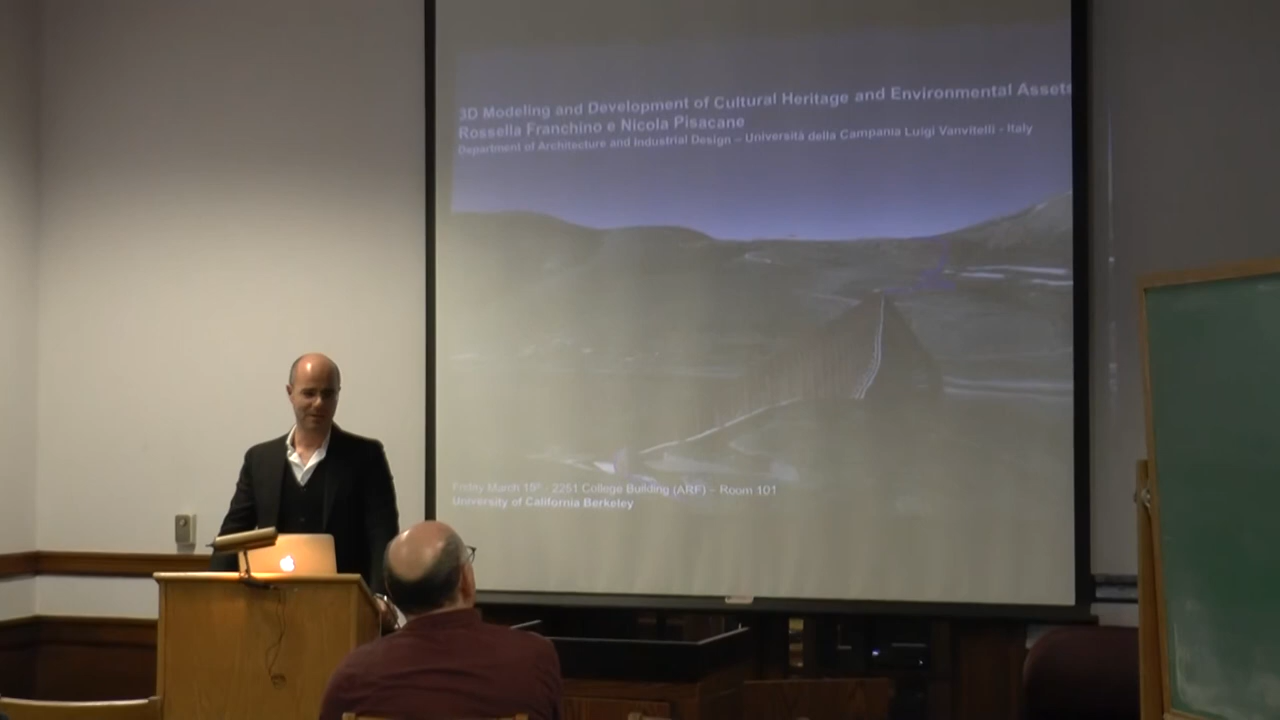 3D Modeling and Development of Cultural Heritage and Environmental Assets
Rossella Franchino e Nicola Pisacane
Department of Architecture and Industrial Design – Università della Campania Luigi Vanvitelli - Italy
Friday March 15th - 2251 College Building (ARF) – Room 101
University of California Berkeley